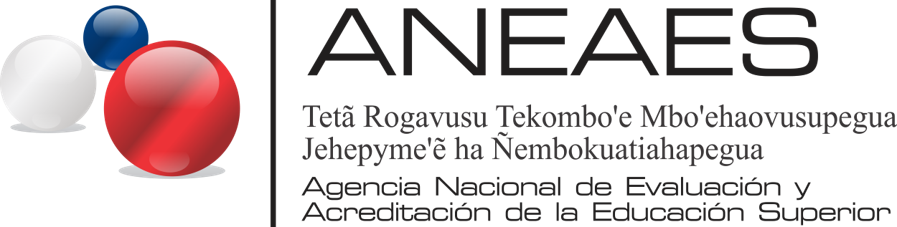 ANEAES
Tetã Rogavusu Tekombo'e Mbo'ehaovusupegua
Jehepyme'ẽ ha Ñembokuatiahapegua
Agencia Nacional de Evaluación y
Acreditación de la Educación Superior